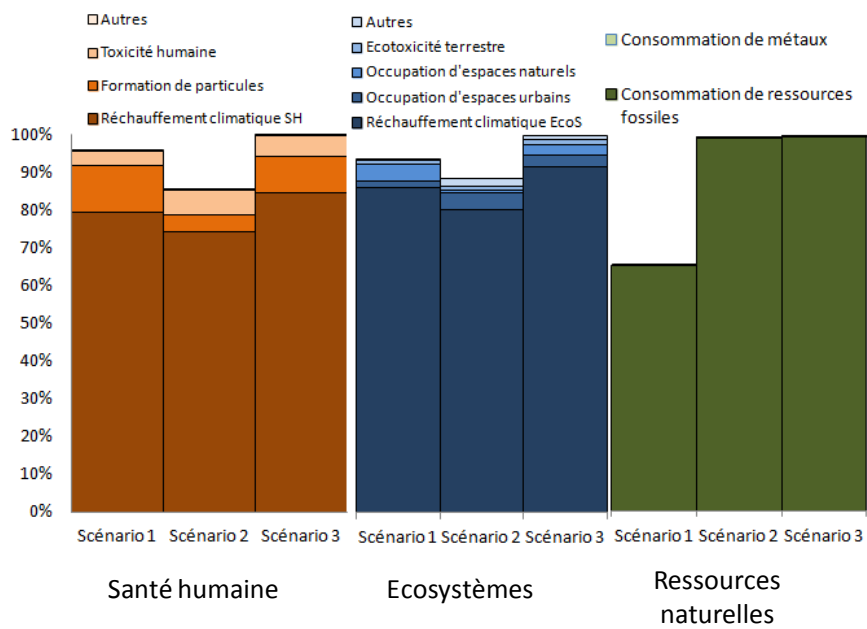 Autres
Toxicité humaine
Formation de particules
Réchauffement climatique SH
Autres
Ecotoxicité terrestre
Occupation d'espaces naturels
Occupation d'espaces urbains
Réchauffement climatique EcoS
Consommation de métaux
Consommation de ressources
fossiles
100%
90%
80%
70%
60%
50%
40%
30%
20%
10%
0%
Scénario 1 Scénario 2 Scénario 3
Scénario 1 Scénario 2 Scénario 3
Scénario 1 Scénario 2 Scénario 3
Santé humaine
Ecosystèmes
Ressources
naturelles